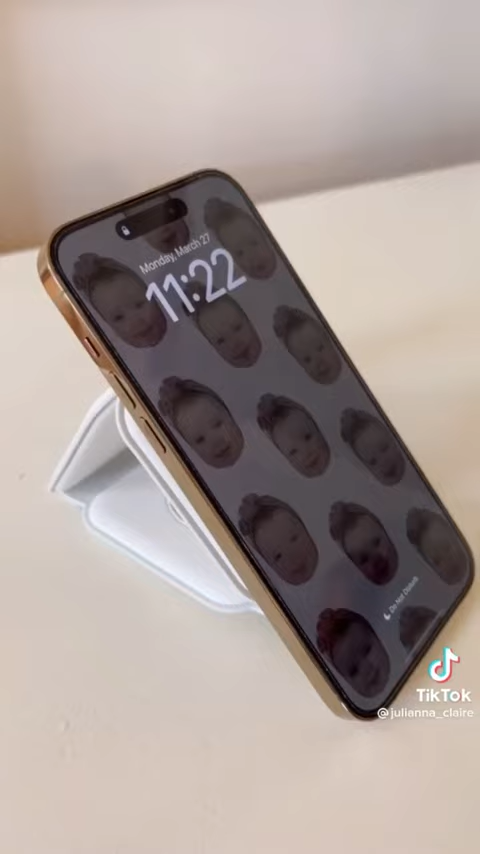 Monday, March 27
11:22
Do Not Disturb
TikTok
@julianna_claire